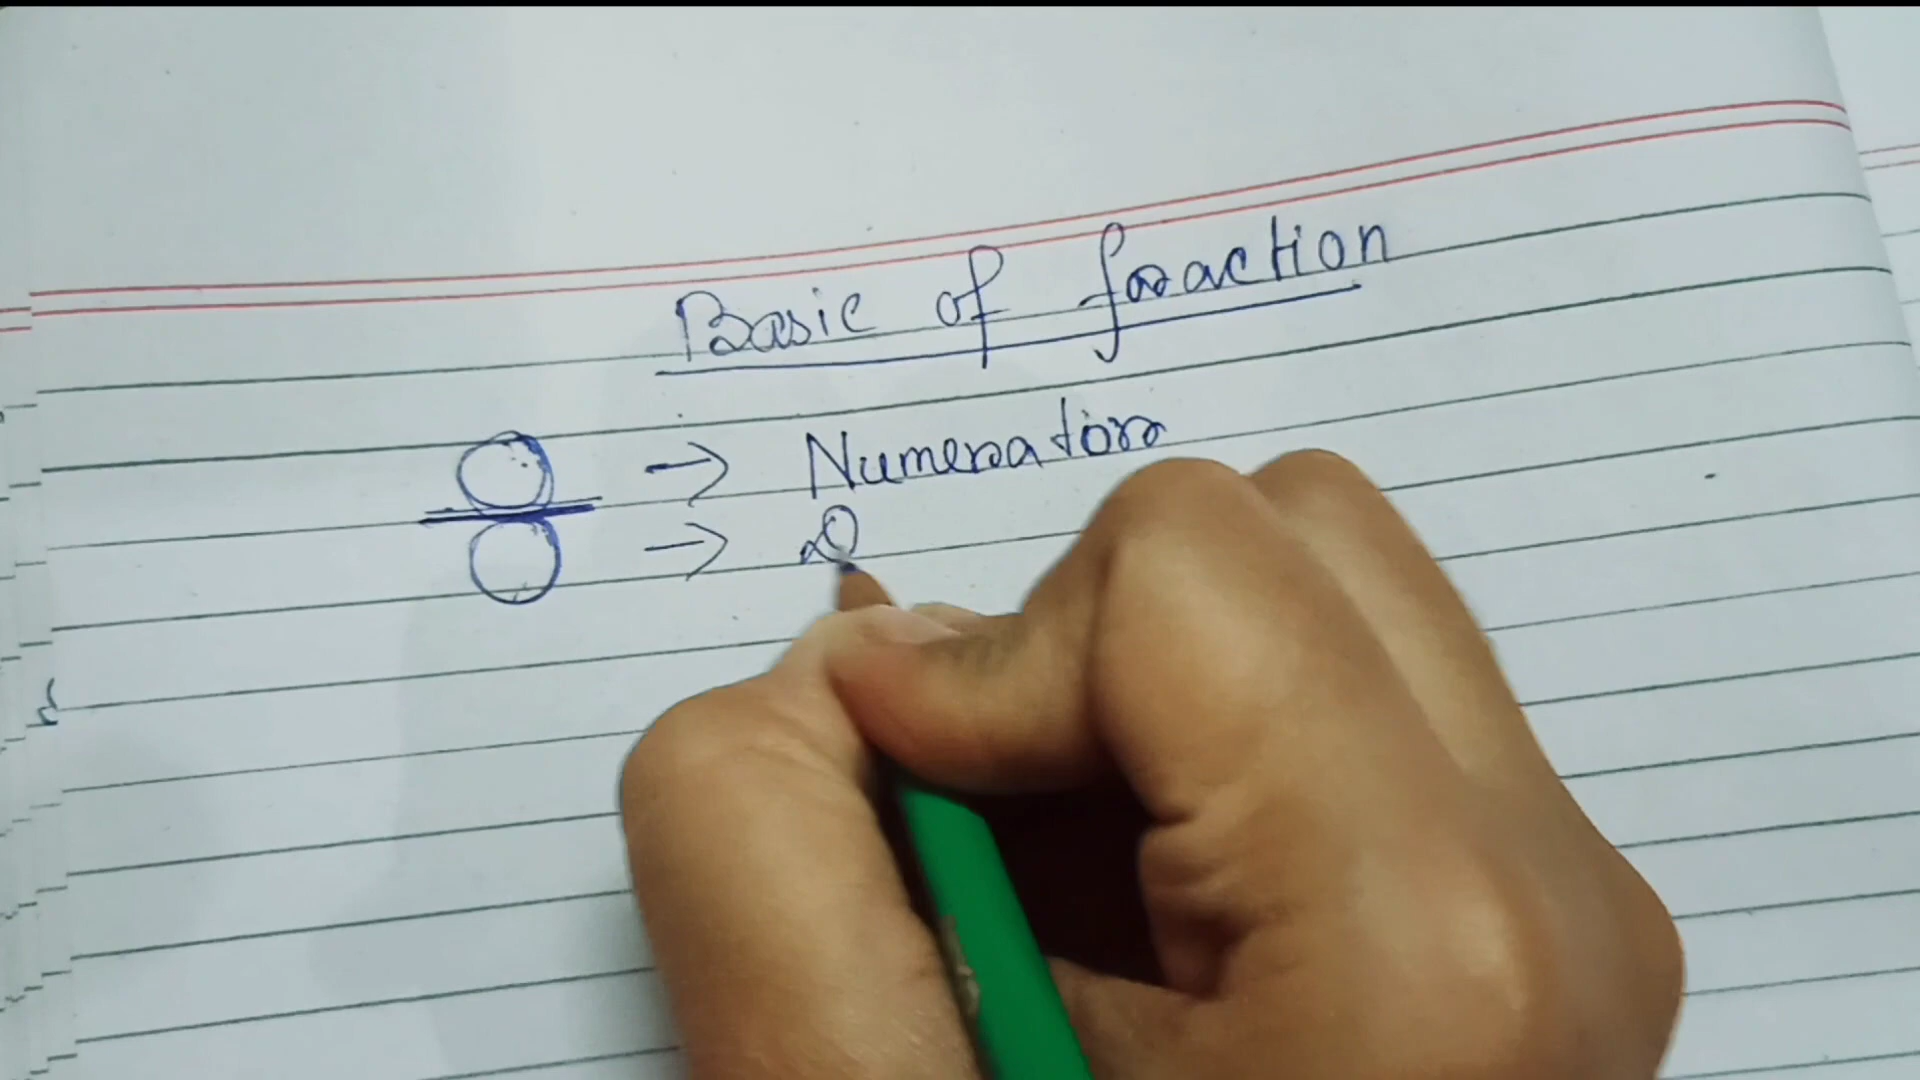 Basic of fraction
→ Numerator
→ D